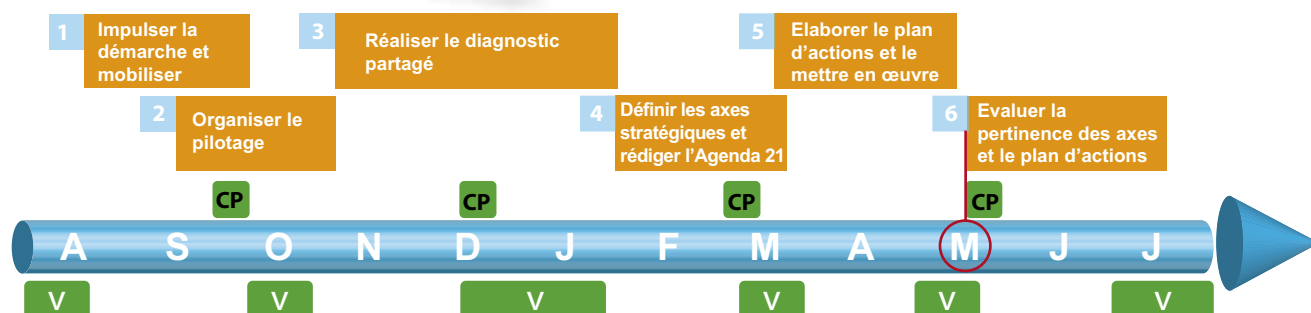 1
Impulser la
démarche et
mobiliser
2
Organiser le
pilotage
3
Réaliser le diagnostic
partagé
4
Définir les axes
stratégiques et
rédiger l'Agenda 21
5
Elaborer le plan
d'actions et le
mettre en œuvre
6
Evaluer la
pertinence des axes
et le plan d'actions
CP CP CP CP
A S O N D J F M A M J J
V V V V V V